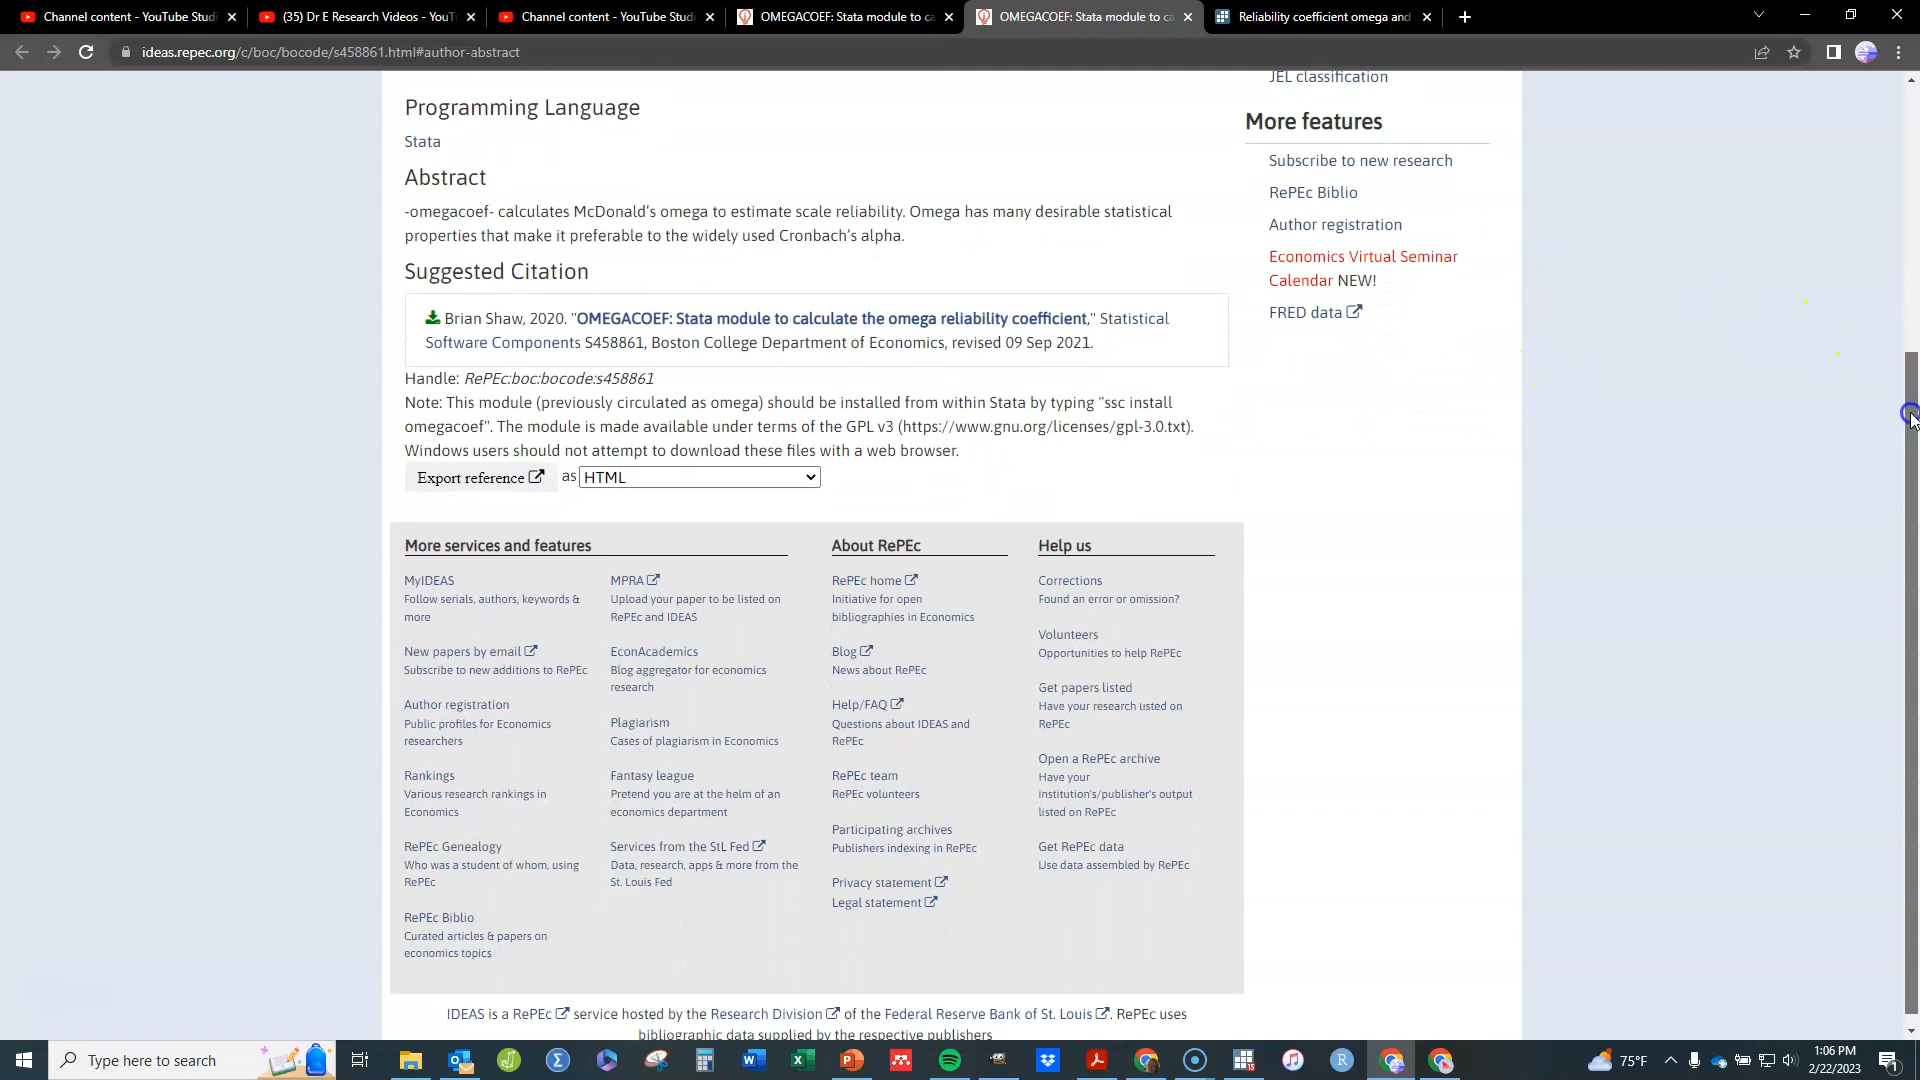 Channel content - YouTube Studi
(35) Dr E Research Videos - YouT
Channel content - YouTube Studi
OMEGACOEF: Stata module to ca
OMEGACOEF: Stata module to ca
Reliability coefficient omega and
ideas.repec.org/c/boc/bocode/s458861.html#author-abstract
JEL classification
Programming Language
Stata
Abstract
-omegacoef- calculates McDonald's omega to estimate scale reliability. Omega has many desirable statistical
properties that make it preferable to the widely used Cronbach's alpha.
Suggested Citation
Brian Shaw, 2020. "OMEGACOEF: Stata module to calculate the omega reliability coefficient," Statistical
Software Components S458861, Boston College Department of Economics, revised 09 Sep 2021.
Handle: RePEc:boc:bocode:s458861
Note: This module (previously circulated as omega) should be installed from within Stata by typing "ssc install
omegacoef". The module is made available under terms of the GPL v3 (https://www.gnu.org/licenses/gpl-3.0.txt).
Windows users should not attempt to download these files with a web browser.
Export reference as HTML
More features
Subscribe to new research
RePEc Biblio
Author registration
Economics Virtual Seminar
Calendar NEW!
FRED data
More services and features
MyIDEAS
Follow serials, authors, keywords &
more
New papers by email
Subscribe to new additions to RePEc
Author registration
Public profiles for Economics
researchers
Rankings
Various research rankings in
Economics
RePEc Genealogy
Who was a student of whom, using
RePEc
RePEc Biblio
Curated articles & papers on
economics topics
MPRA
Upload your paper to be listed on
RePEc and IDEAS
EconAcademics
Blog aggregator for economics
research
Plagiarism
Cases of plagiarism in Economics
Fantasy league
Pretend you are at the helm of an
economics department
Services from the StL Fed
Data, research, apps & more from the
St. Louis Fed
About RePEc
RePEc home
Initiative for open
bibliographies in Economics
Blog
News about RePEc
Help/FAQ
Questions about IDEAS and
RePEc
RePEc team
RePEc volunteers
Participating archives
Publishers indexing in RePEc
Privacy statement
Legal statement
Help us
Corrections
Found an error or omission?
Volunteers
Opportunities to help RePEc
Get papers listed
Have your research listed on
RePEc
Open a RePEc archive
Have your
institution's/publisher's output
listed on RePEc
Get RePEc data
Use data assembled by RePEc
IDEAS is a RePEc service hosted by the Research Division of the Federal Reserve Bank of St. Louis. RePEc uses
bibliographic data supplied by the respective publishers
Type here to search
75°F
1:06 PM
2/22/2023